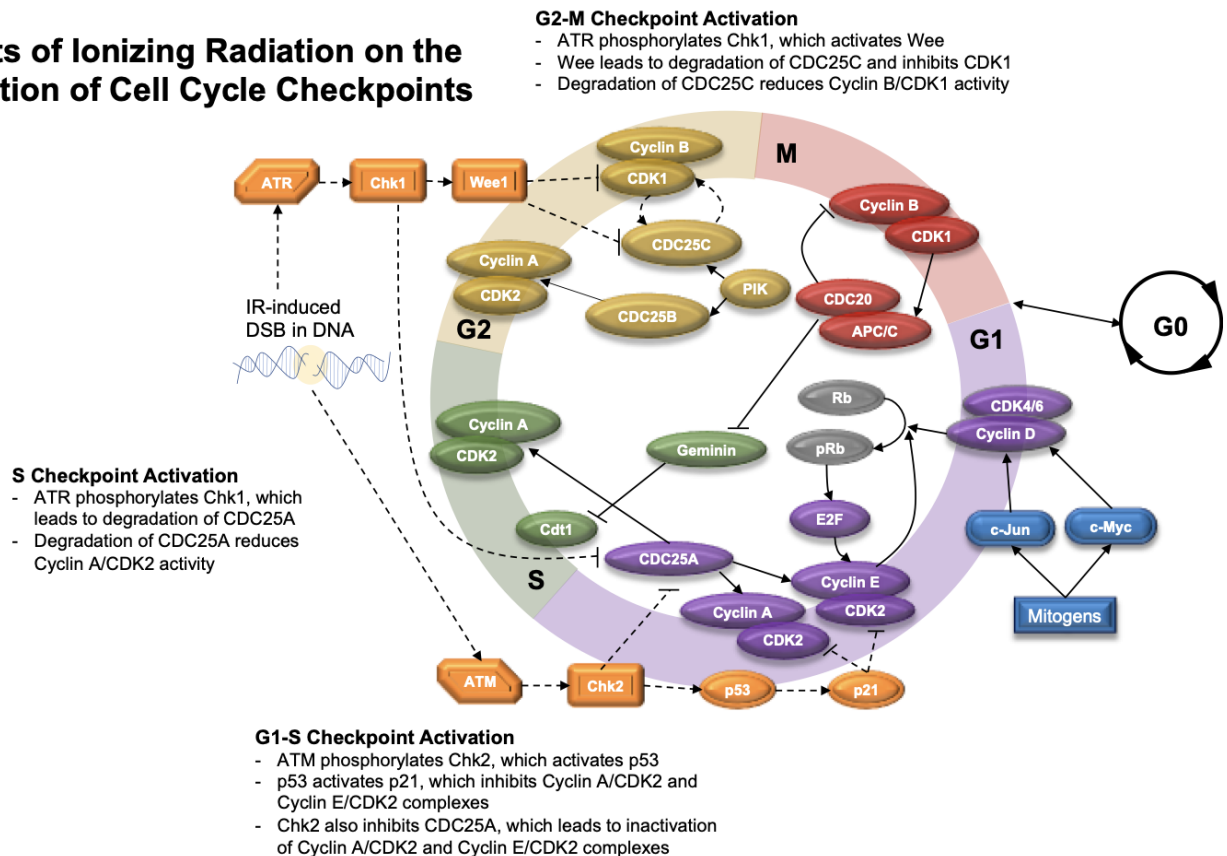 ts of Ionizing Radiation on the
tion of Cell Cycle Checkpoints
G2-M Checkpoint Activation
- ATR phosphorylates Chk1, which activates Wee
- Wee leads to degradation of CDC25C and inhibits CDK1
- Degradation of CDC25C reduces Cyclin B/CDK1 activity
ATR
Chk1
Wee1
Cyclin B
CDK1
M
Cyclin B
CDK1
CDC25C
Cyclin A
CDK2
PIK
CDC25B
CDC20
APC/C
G2
G1
G0
IR-induced
DSB in DNA
Rb
CDK4/6
Cyclin D
Cyclin A
CDK2
Geminin
pRb
S Checkpoint Activation
- ATR phosphorylates Chk1, which
leads to degradation of CDC25A
- Degradation of CDC25A reduces
Cyclin A/CDK2 activity
E2F
c-Jun
c-Myc
Cdt1
CDC25A
S
Cyclin E
CDK2
Cyclin A
CDK2
Mitogens
ATM
Chk2
p53
p21
G1-S Checkpoint Activation
- ATM phosphorylates Chk2, which activates p53
- p53 activates p21, which inhibits Cyclin A/CDK2 and
Cyclin E/CDK2 complexes
- Chk2 also inhibits CDC25A, which leads to inactivation
of Cyclin A/CDK2 and Cyclin E/CDK2 complexes